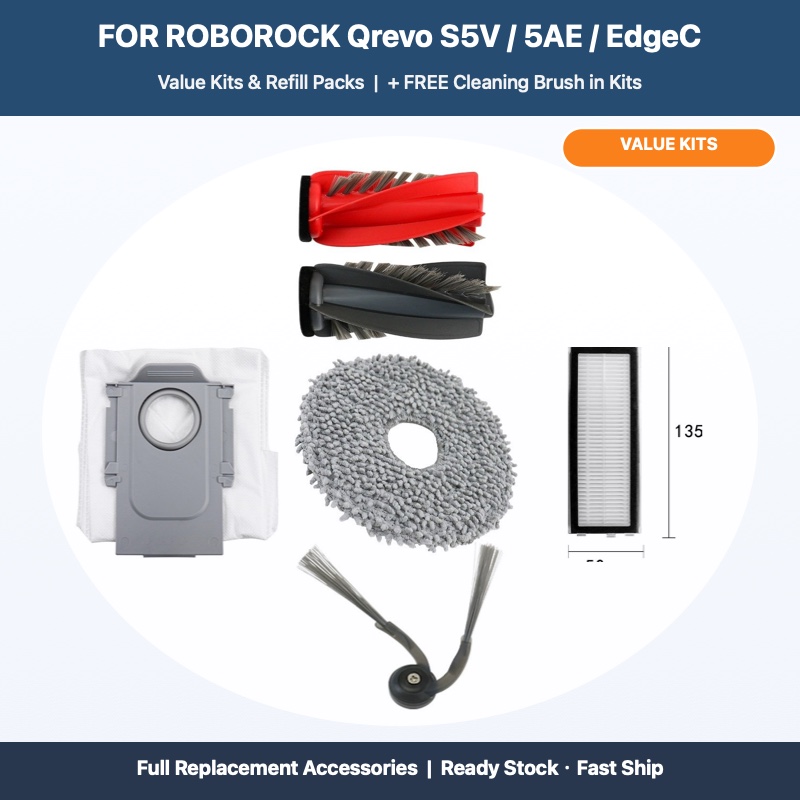 FOR ROBOROCK Qrevo S5V / 5AE / EdgeC
Value Kits & Refill Packs | + FREE Cleaning Brush in Kits
VALUE KITS
135
Full Replacement Accessories | Ready Stock · Fast Ship